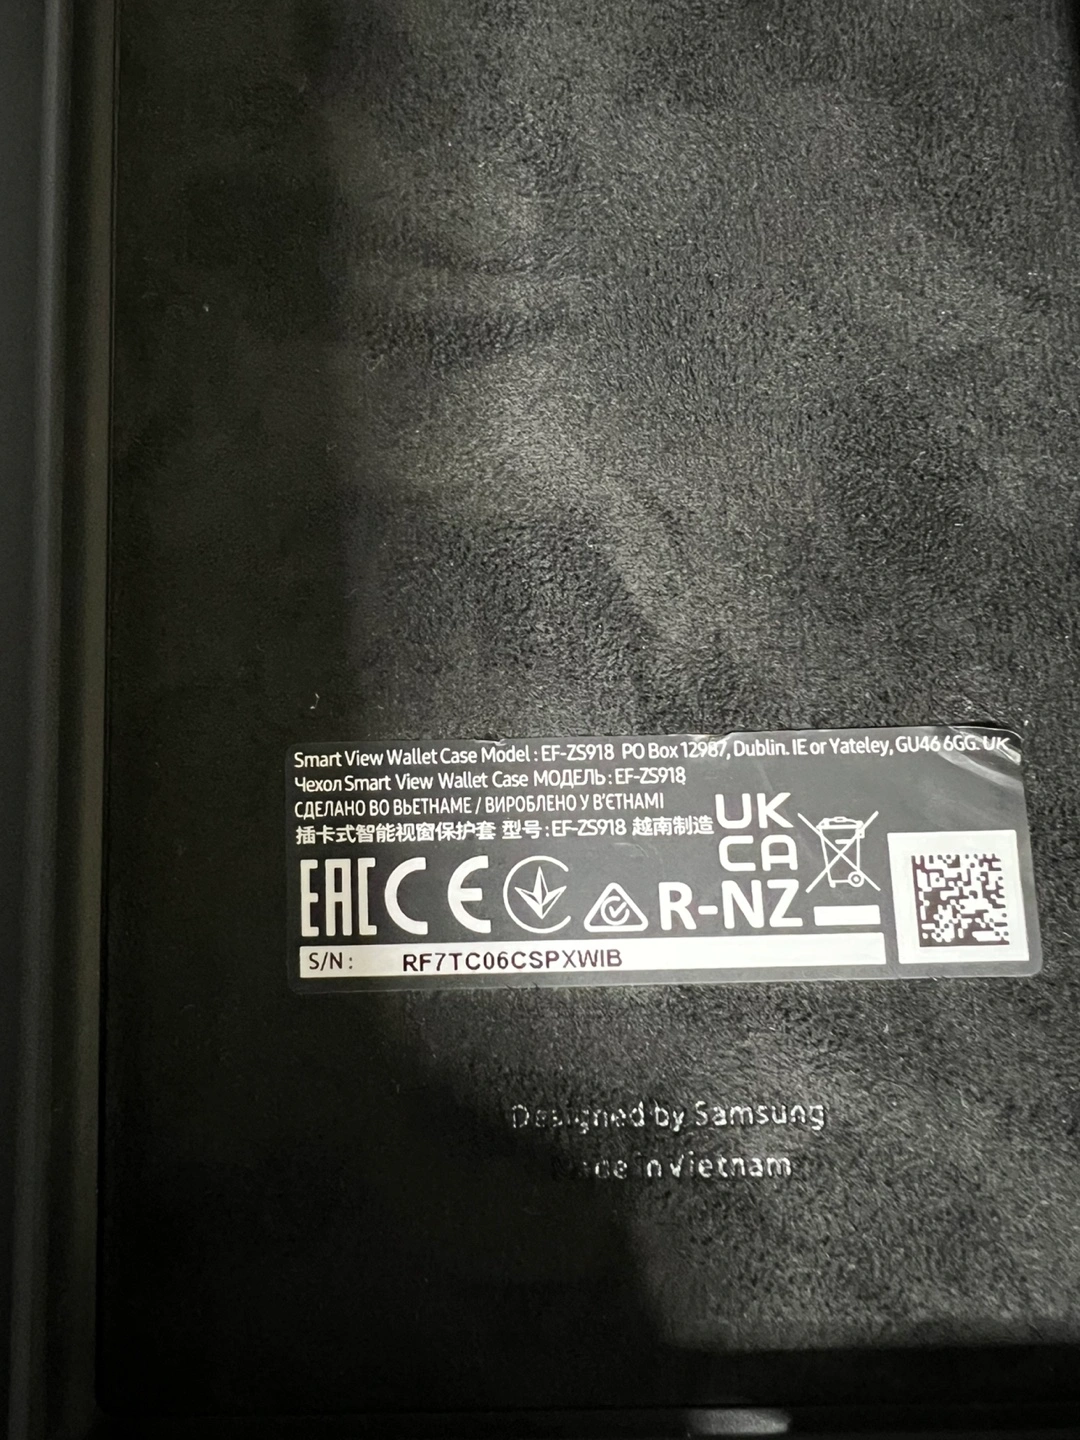 Smart View Wallet Case Model : EF-ZS918 PO Box 12987, Dublin. IE or Yateley, GU46 6GG. UK
Чехол Smart View Wallet Case МОДЕЛЬ : EF-ZS918
СДЕЛАНО ВО ВЬЕТНАМЕ / ВИРОБЛЕНО У В'ЄТНАМІ
插卡式智能视窗保护套 型号 : EF-ZS918 越南制造
UK
CA
EAC CE R-NZ
S/N : RF7TC06CSPXWIB
Designed by Samsung
Made in Vietnam